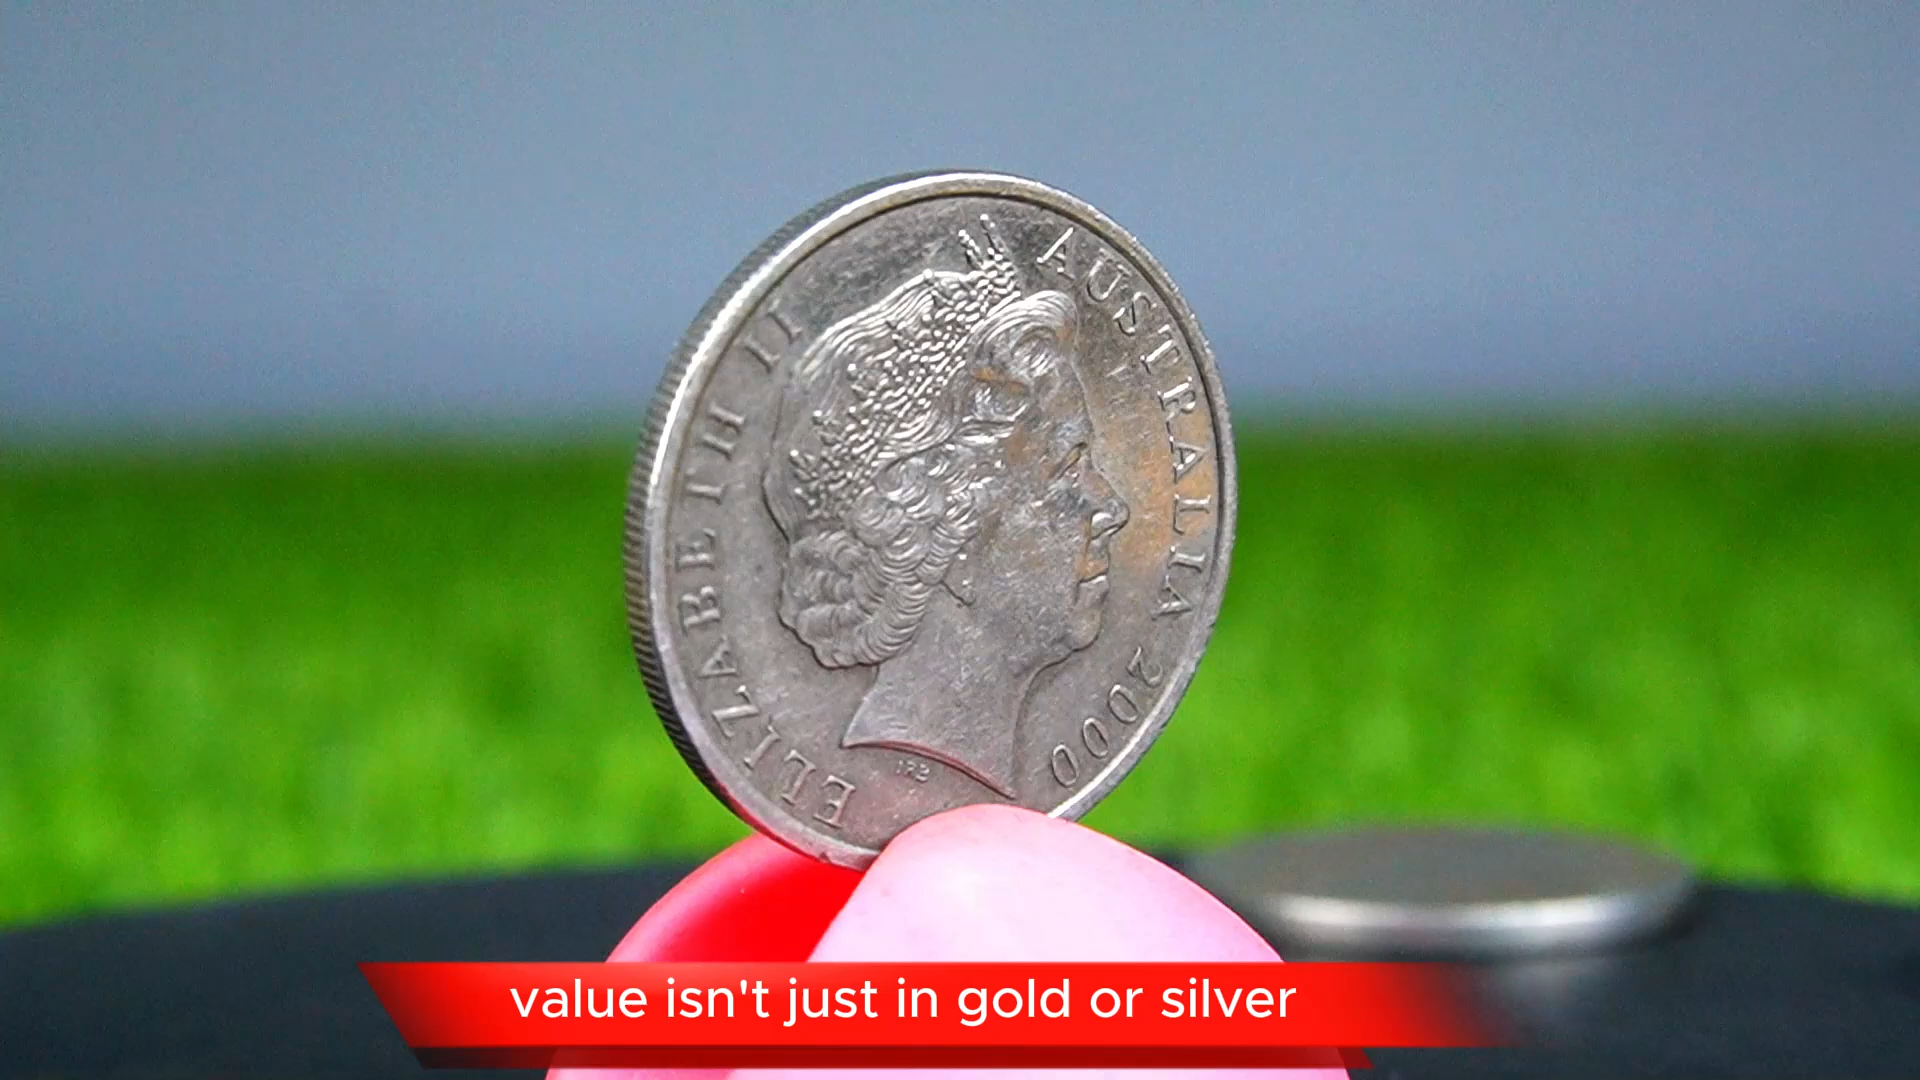 ELIZABETH II
AUSTRALIA 2000
IRB
value isn't just in gold or silver